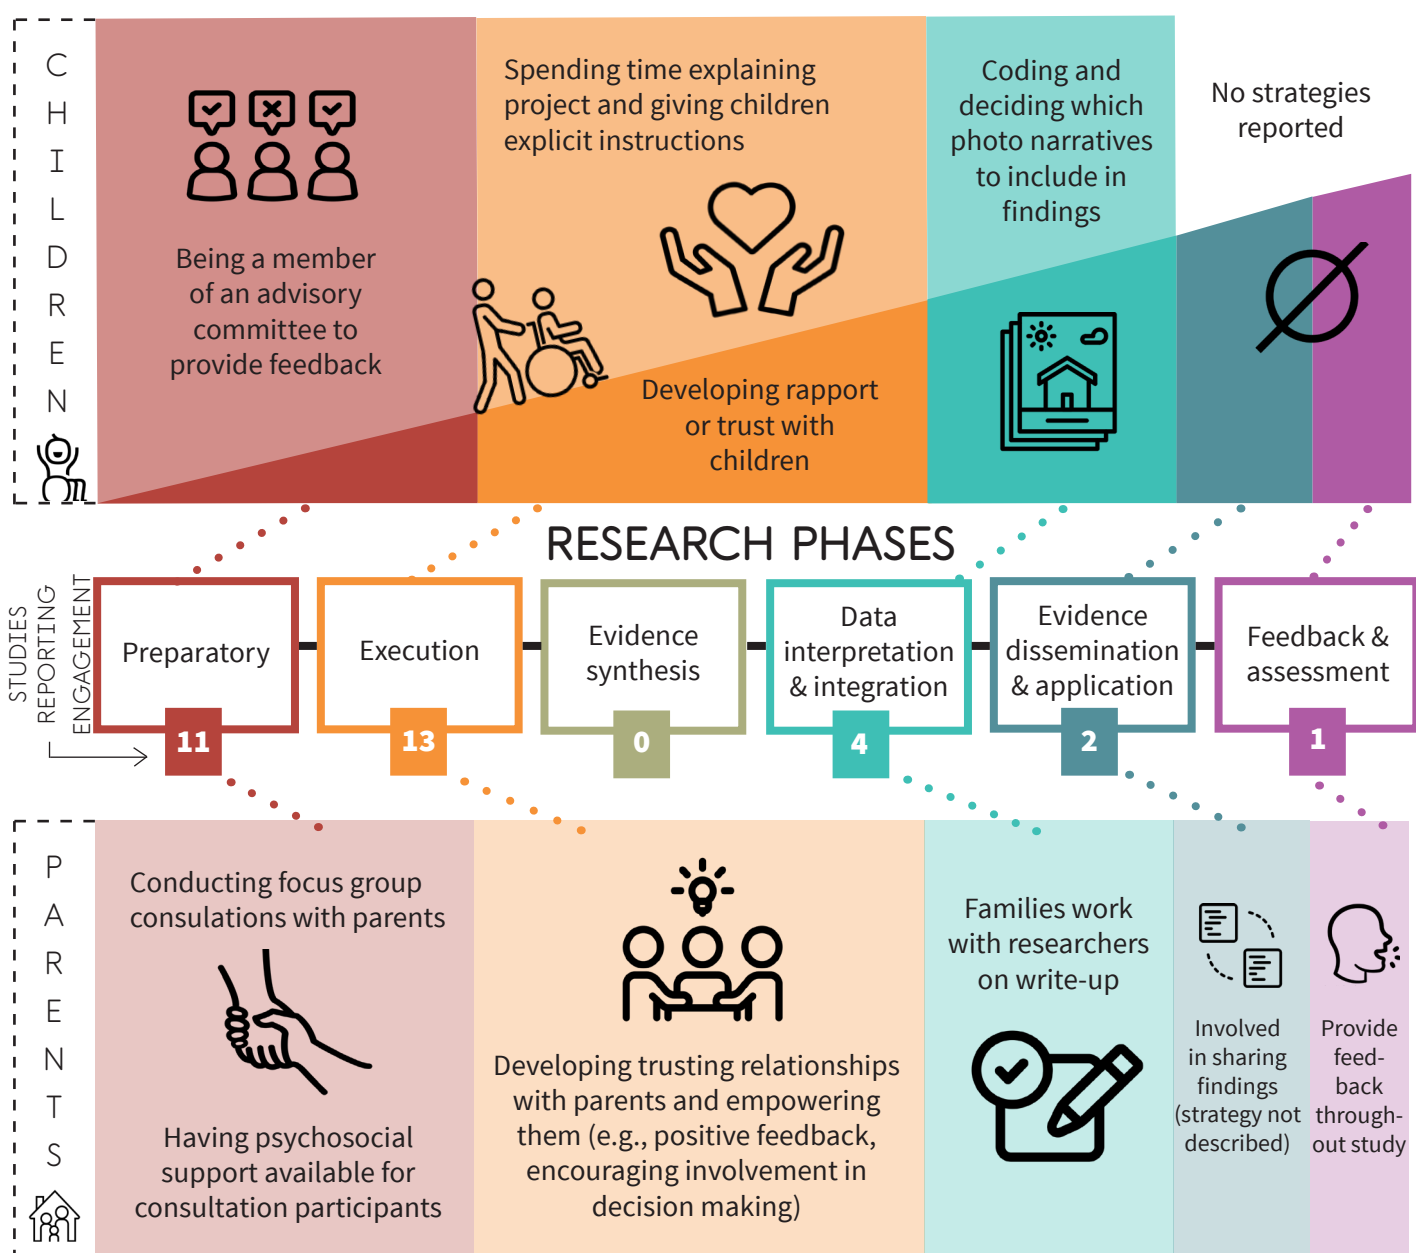 CHILDREN
Being a member
of an advisory
committee to
provide feedback
Spending time explaining
project and giving children
explicit instructions
Developing rapport
or trust with
children
Coding and
deciding which
photo narratives
to include in
findings
No strategies
reported
RESEARCH PHASES
STUDIES
REPORTING
ENGAGEMENT
Preparatory
11
Execution
13
Evidence
synthesis
0
Data
interpretation
& integration
4
Evidence
dissemination
& application
2
Feedback &
assessment
1
PARENTS
Conducting focus group
consulations with parents
Having psychosocial
support available for
consultation participants
Developing trusting relationships
with parents and empowering
them (e.g., positive feedback,
encouraging involvement in
decision making)
Families work
with researchers
on write-up
Involved
in sharing
findings
(strategy not
described)
Provide
feed-
back
through-
out study